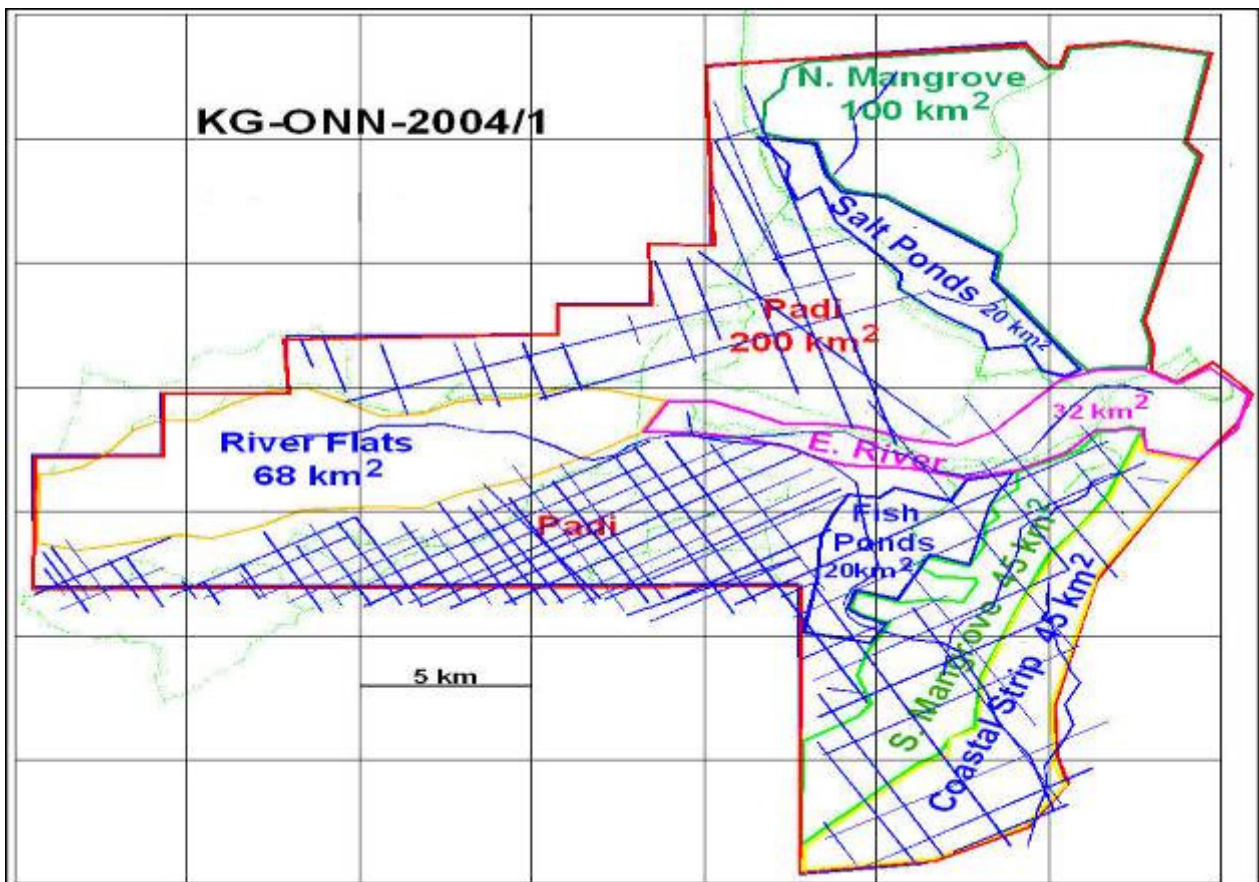 KG-ONN-2004/1
N. Mangrove
100 km²
Salt Ponds 20 km²
Padi
200 km²
River Flats
68 km²
32 km²
E. River
Padi
Fish
Ponds
20km²
S. Mangrove 45 km²
Coastal Strip 45 km²
5 km